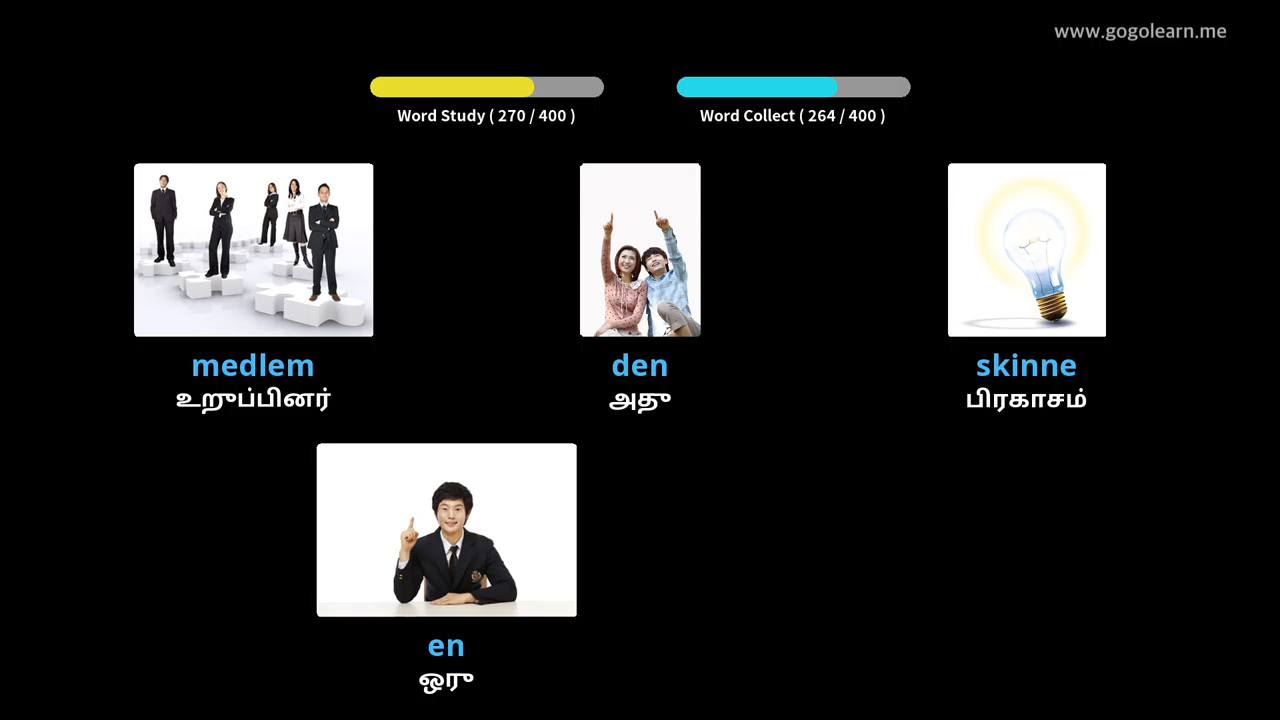 www.gogolearn.me
Word Study ( 270 / 400 )
Word Collect ( 264 / 400 )
medlem
உறுப்பினர்
den
அது
skinne
பிரகாசம்
en
ஒரு